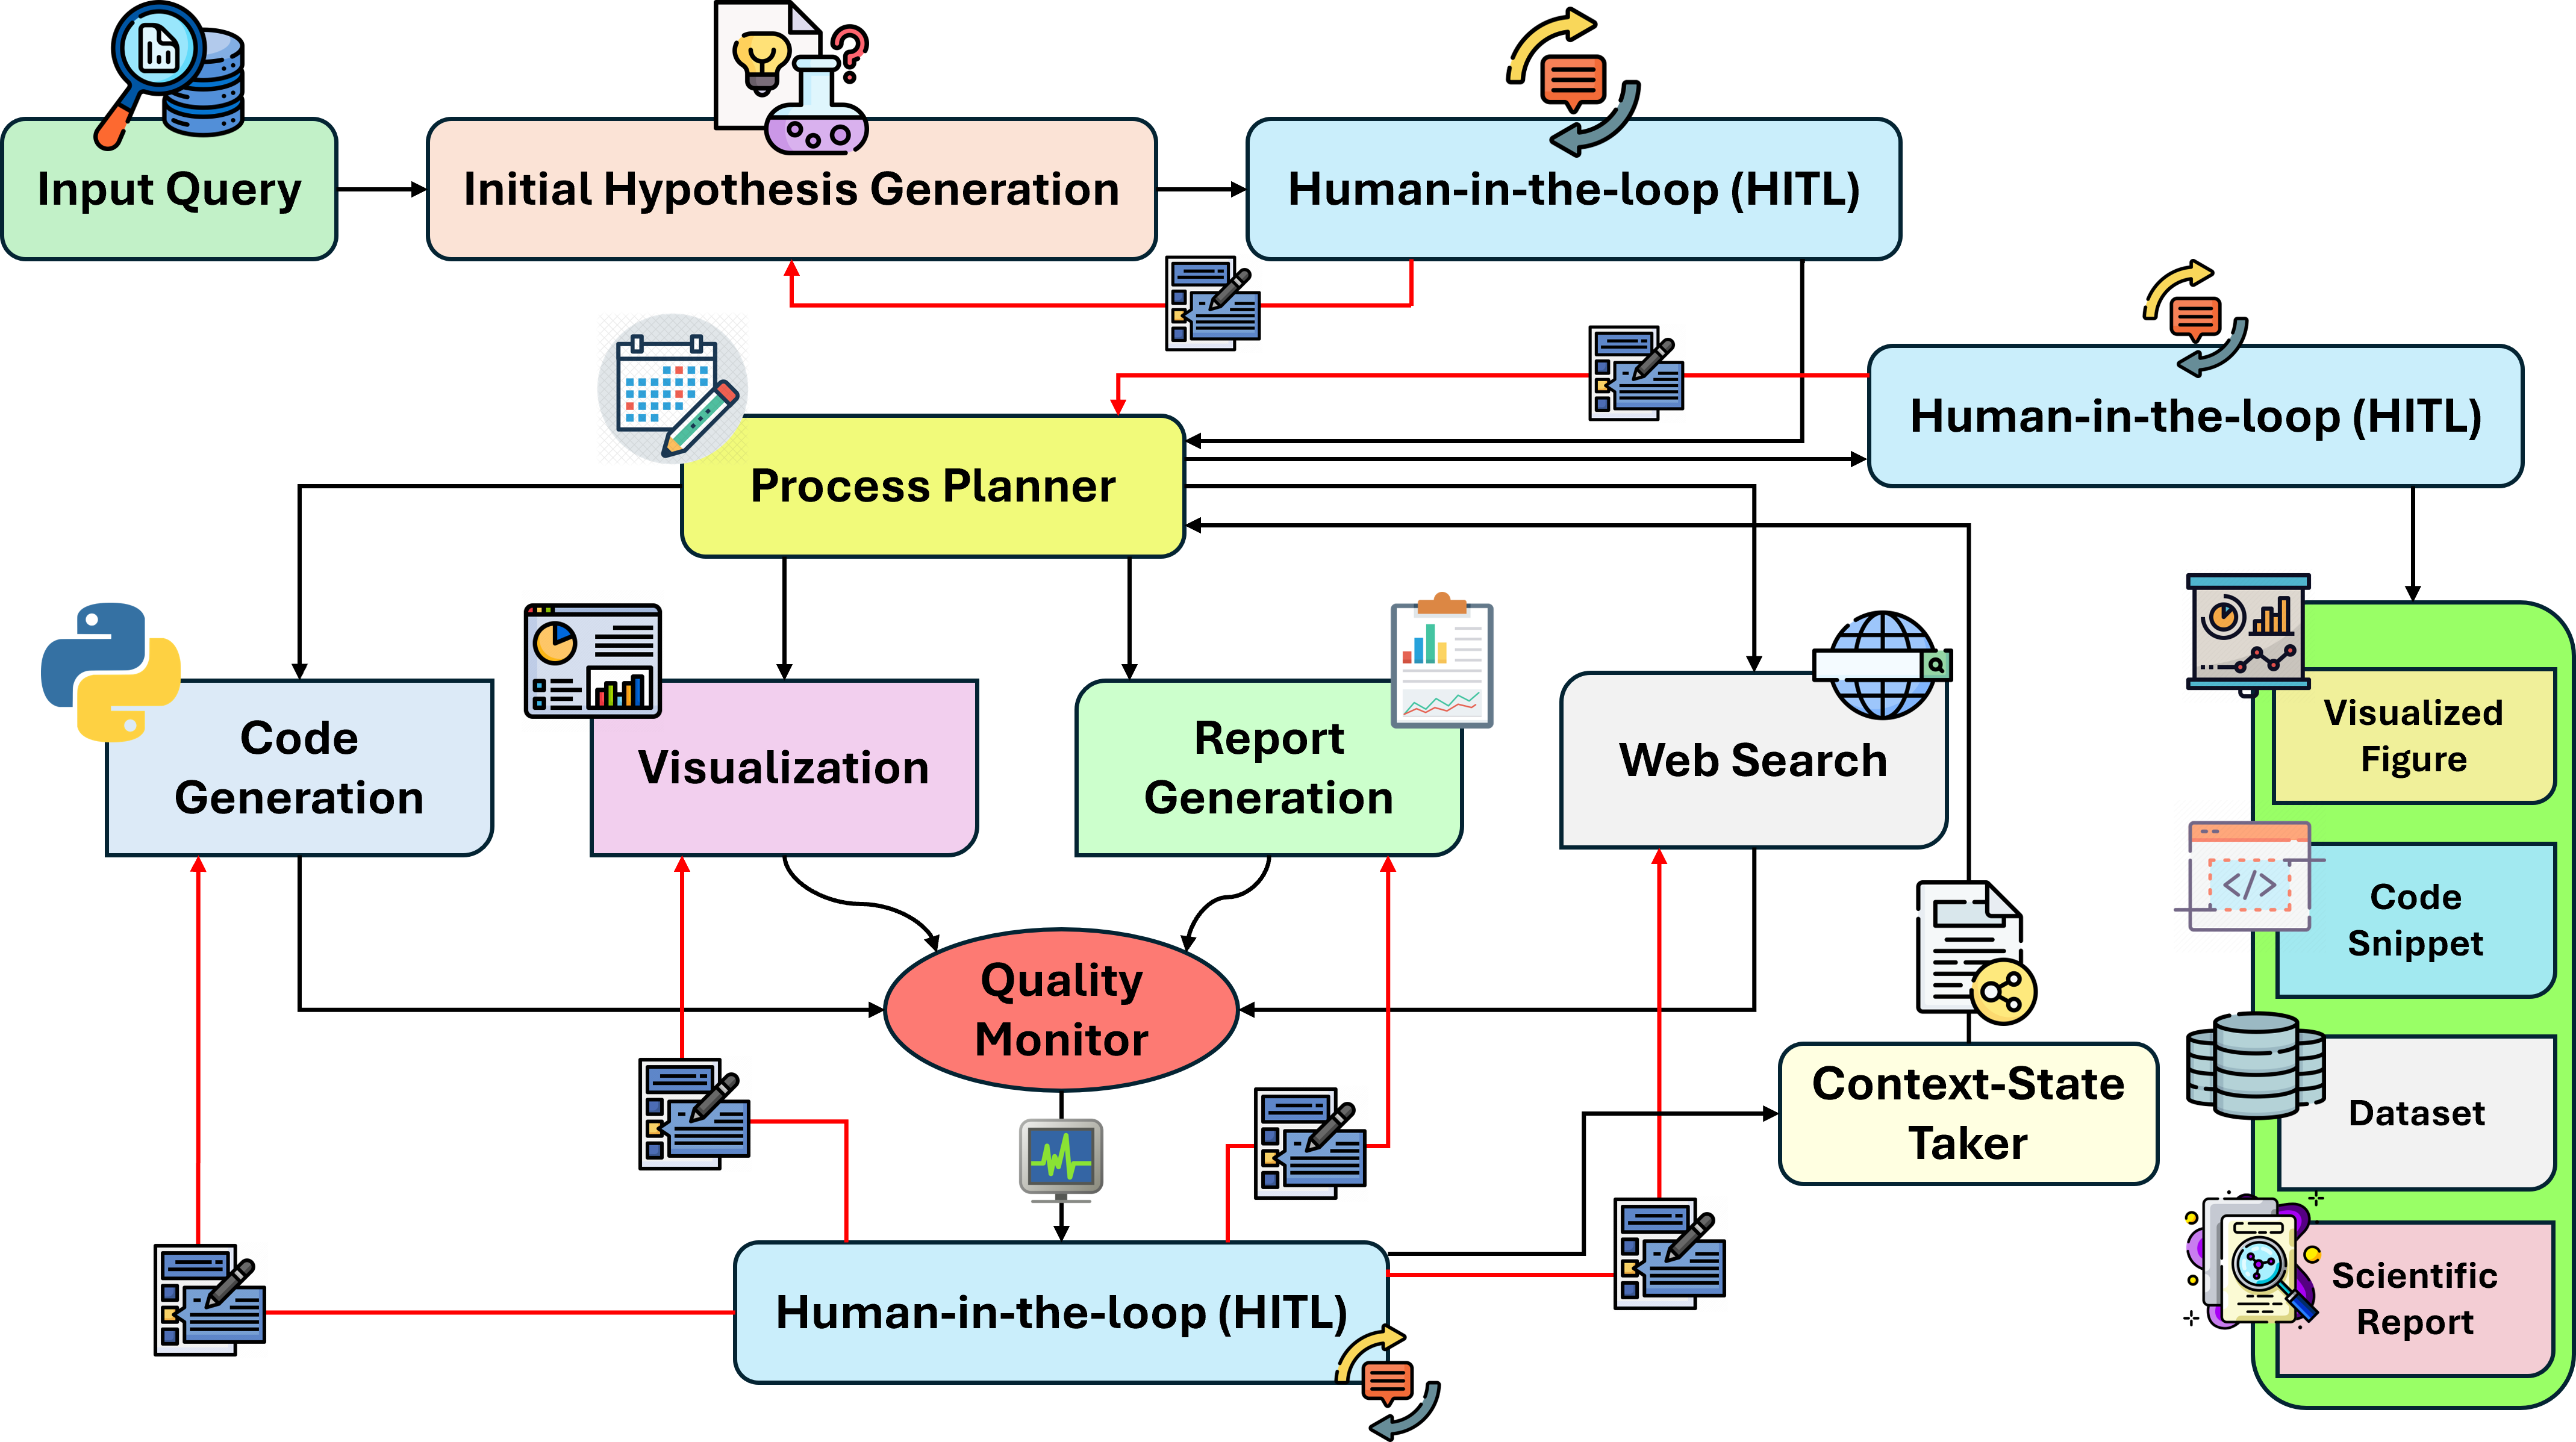 Input Query
Initial Hypothesis Generation
Human-in-the-loop (HITL)
Human-in-the-loop (HITL)
Process Planner
Code
Generation
Visualization
Report
Generation
Web Search
Quality
Monitor
Context-State
Taker
Human-in-the-loop (HITL)
Visualized
Figure
</>
Code
Snippet
Dataset
Scientific
Report